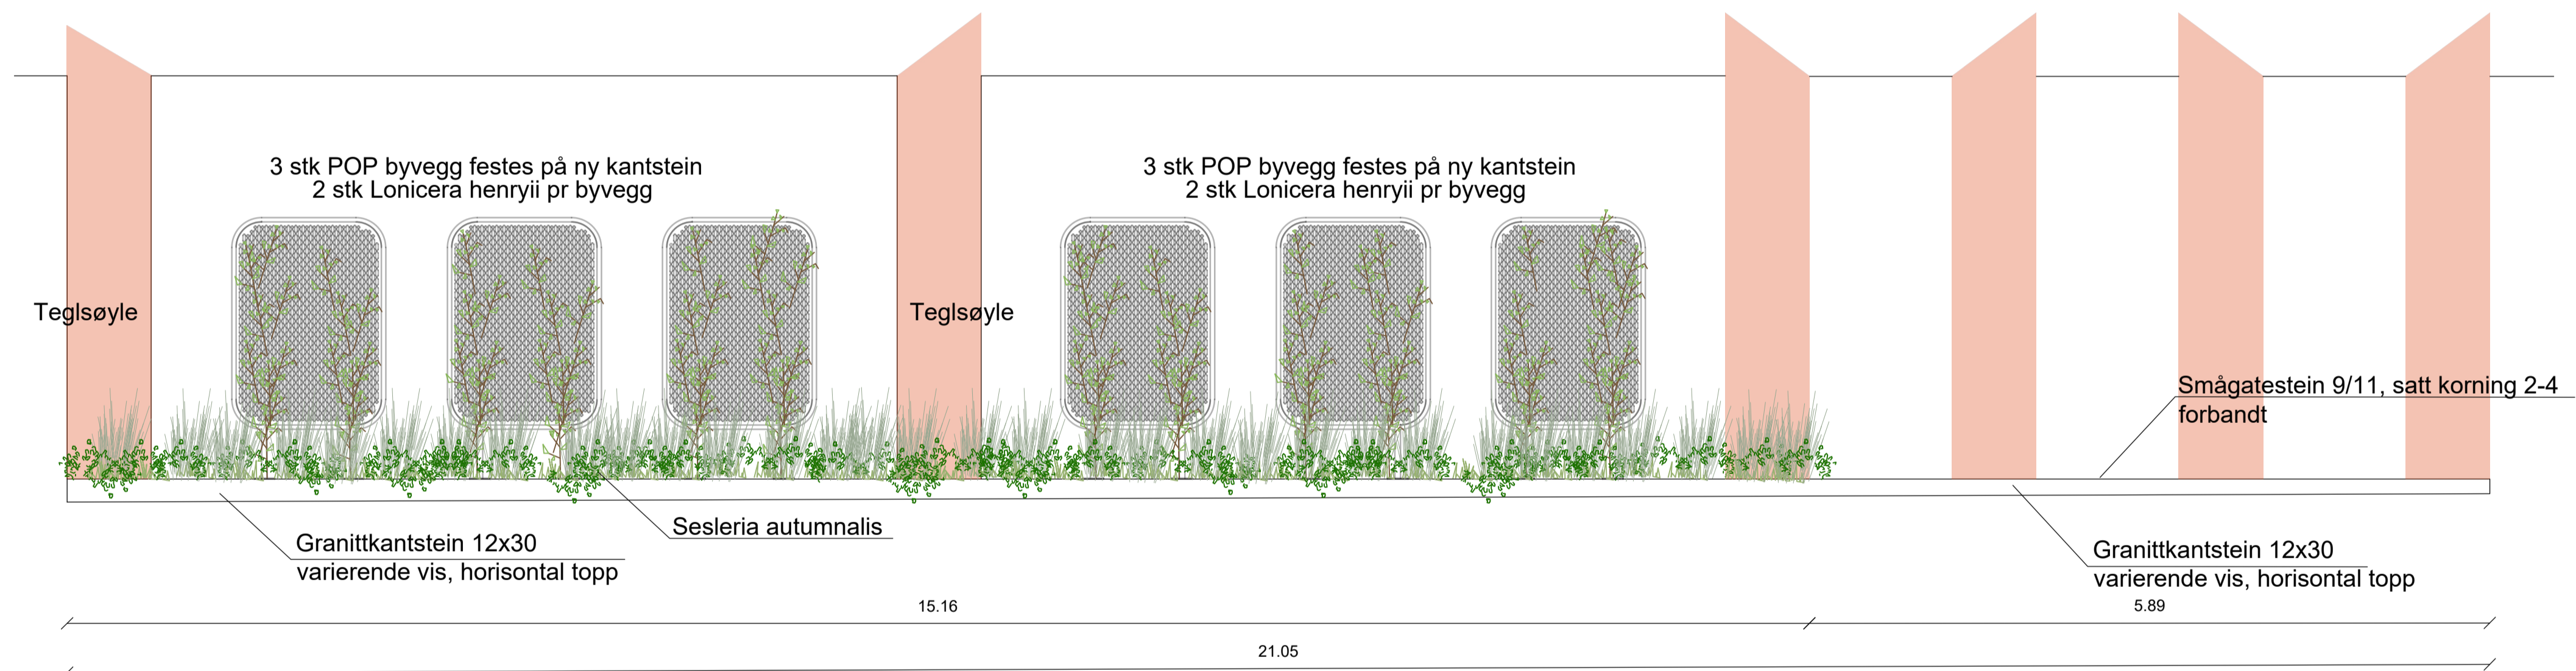 3 stk POP byvegg festes på ny kantstein
2 stk Lonicera henryii pr byvegg
3 stk POP byvegg festes på ny kantstein
2 stk Lonicera henryii pr byvegg
Teglsøyle
Teglsøyle
Smågatestein 9/11, satt korning 2-4
forbandt
Sesleria autumnalis
Granittkantstein 12x30
varierende vis, horisontal topp
Granittkantstein 12x30
varierende vis, horisontal topp
15.16
5.89
21.05